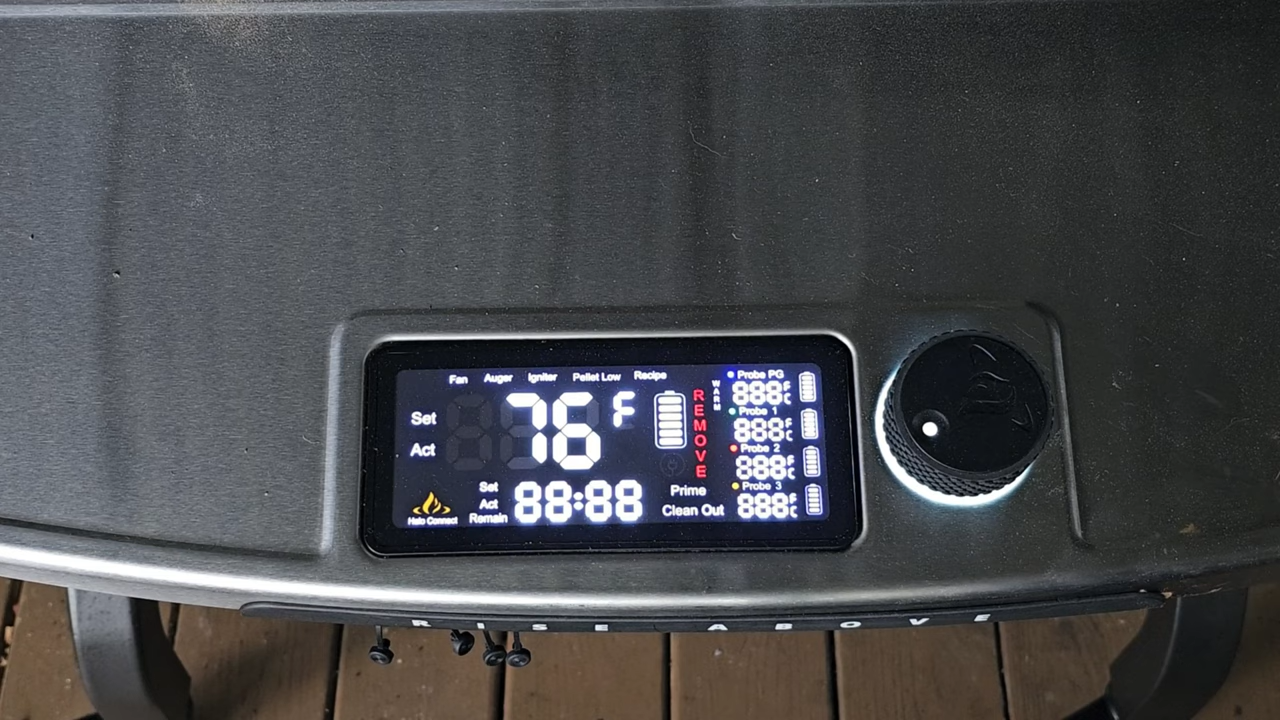 Fan Auger Igniter Pellet Low Recipe
Set
Act
76 F
REMOVE
WARM
Probe PG
888 F C
Probe 1
888 F C
Probe 2
888 F C
Probe 3
888 F C
Halo Connect
Set
Act
Remain
88:88
Prime
Clean Out
RISE ABOVE